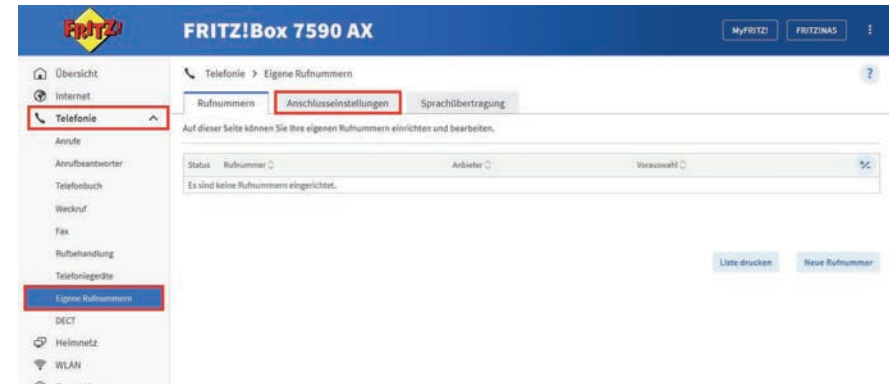 FRITZ!
FRITZ!Box 7590 AX
MyFRITZ!
FRITZ!NAS
Übersicht
Internet
Telefonie
Anrufe
Anrufbeantworter
Telefonbuch
Weckruf
Fax
Rufbehandlung
Telefoniegeräte
Eigene Rufnummern
DECT
Heimnetz
WLAN
Telefonie > Eigene Rufnummern
?
Rufnummern Anschlusseinstellungen Sprachübertragung
Auf dieser Seite können Sie Ihre eigenen Rufnummern einrichten und bearbeiten.
Status Rufnummer Anbieter Vorauswahl
Es sind keine Rufnummern eingerichtet.
Liste drucken Neue Rufnummer